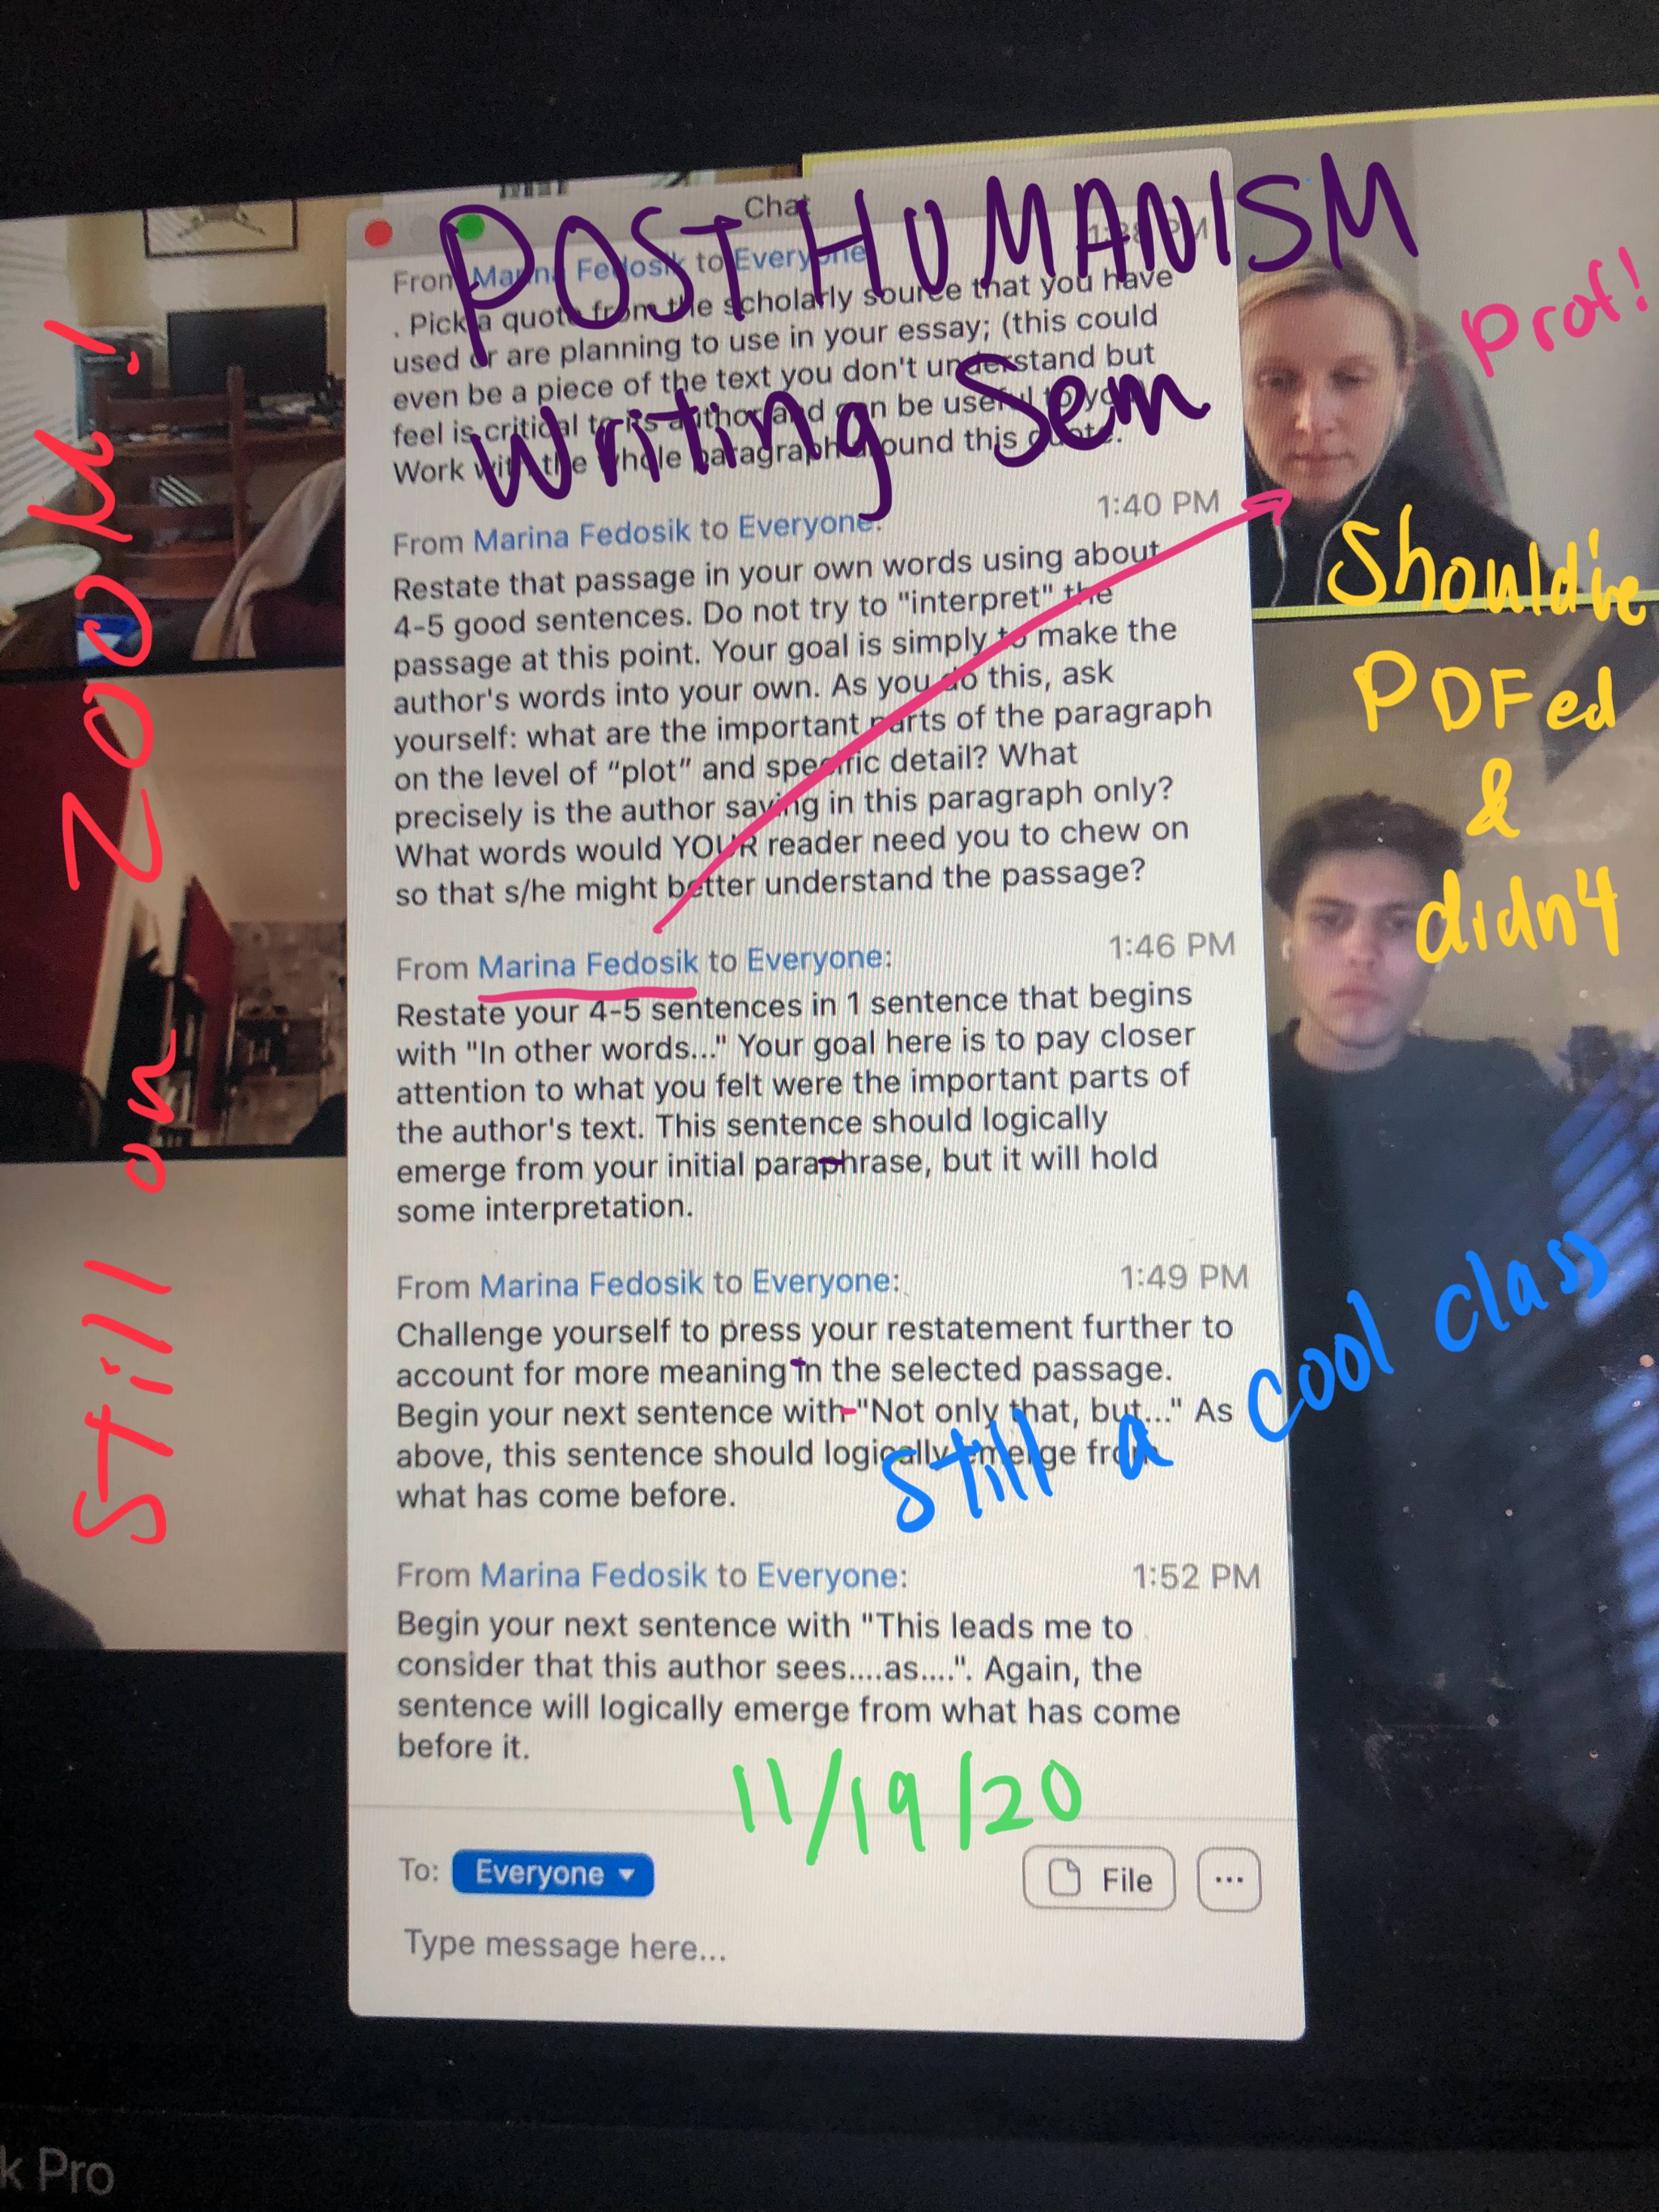 Chat
POSTHUMANISM
Writing Sem
1:38 PM
From Marina Fedosik to Everyone
. Pick a quote from the scholarly source that you have
used or are planning to use in your essay; (this could
even be a piece of the text you don't understand but
feel is critical to its author and can be useful to you
Work with the whole paragraph around this quote.
1:40 PM
From Marina Fedosik to Everyone:
Restate that passage in your own words using about
4-5 good sentences. Do not try to "interpret" the
passage at this point. Your goal is simply to make the
author's words into your own. As you do this, ask
yourself: what are the important parts of the paragraph
on the level of “plot” and specific detail? What
precisely is the author saying in this paragraph only?
What words would YOUR reader need you to chew on
so that s/he might better understand the passage?
From Marina Fedosik to Everyone:
1:46 PM
Restate your 4-5 sentences in 1 sentence that begins
with "In other words..." Your goal here is to pay closer
attention to what you felt were the important parts of
the author's text. This sentence should logically
emerge from your initial paraphrase, but it will hold
some interpretation.
From Marina Fedosik to Everyone:
1:49 PM
Challenge yourself to press your restatement further to
account for more meaning in the selected passage.
Begin your next sentence with "Not only that, but..." As
above, this sentence should logically emerge from
what has come before.
From Marina Fedosik to Everyone:
1:52 PM
Begin your next sentence with "This leads me to
consider that this author sees....as....". Again, the
sentence will logically emerge from what has come
before it.
11/19/20
To: Everyone
File
...
Type message here...
Still on ZOOM!
prof!
Should've
PDFed
&
didn't
still a cool class
k Pro